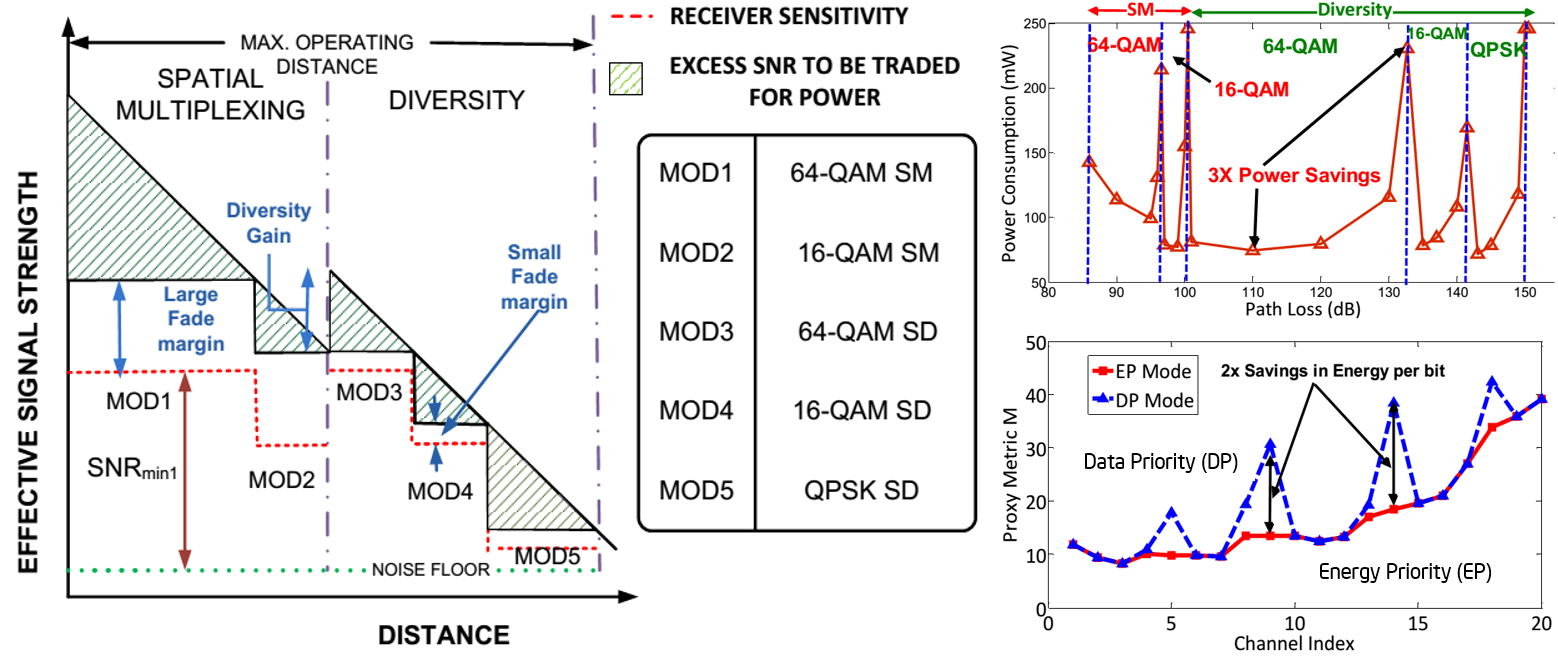 MAX. OPERATING
DISTANCE
SPATIAL
MULTIPLEXING
DIVERSITY
EFFECTIVE SIGNAL STRENGTH
Diversity
Gain
Large
Fade
margin
Small
Fade
margin
MOD1
MOD2
MOD3
MOD4
MOD5
SNRmin1
NOISE FLOOR
DISTANCE
RECEIVER SENSITIVITY
EXCESS SNR TO BE TRADED
FOR POWER
MOD1 64-QAM SM
MOD2 16-QAM SM
MOD3 64-QAM SD
MOD4 16-QAM SD
MOD5 QPSK SD
SM
Diversity
64-QAM
16-QAM
64-QAM
16-QAM
QPSK
3X Power Savings
Power Consumption (mW)
250
200
150
100
50
80 90 100 110 120 130 140 150
Path Loss (dB)
EP Mode
DP Mode
2x Savings in Energy per bit
Data Priority (DP)
Energy Priority (EP)
Proxy Metric M
50
40
30
20
10
0
0 5 10 15 20
Channel Index